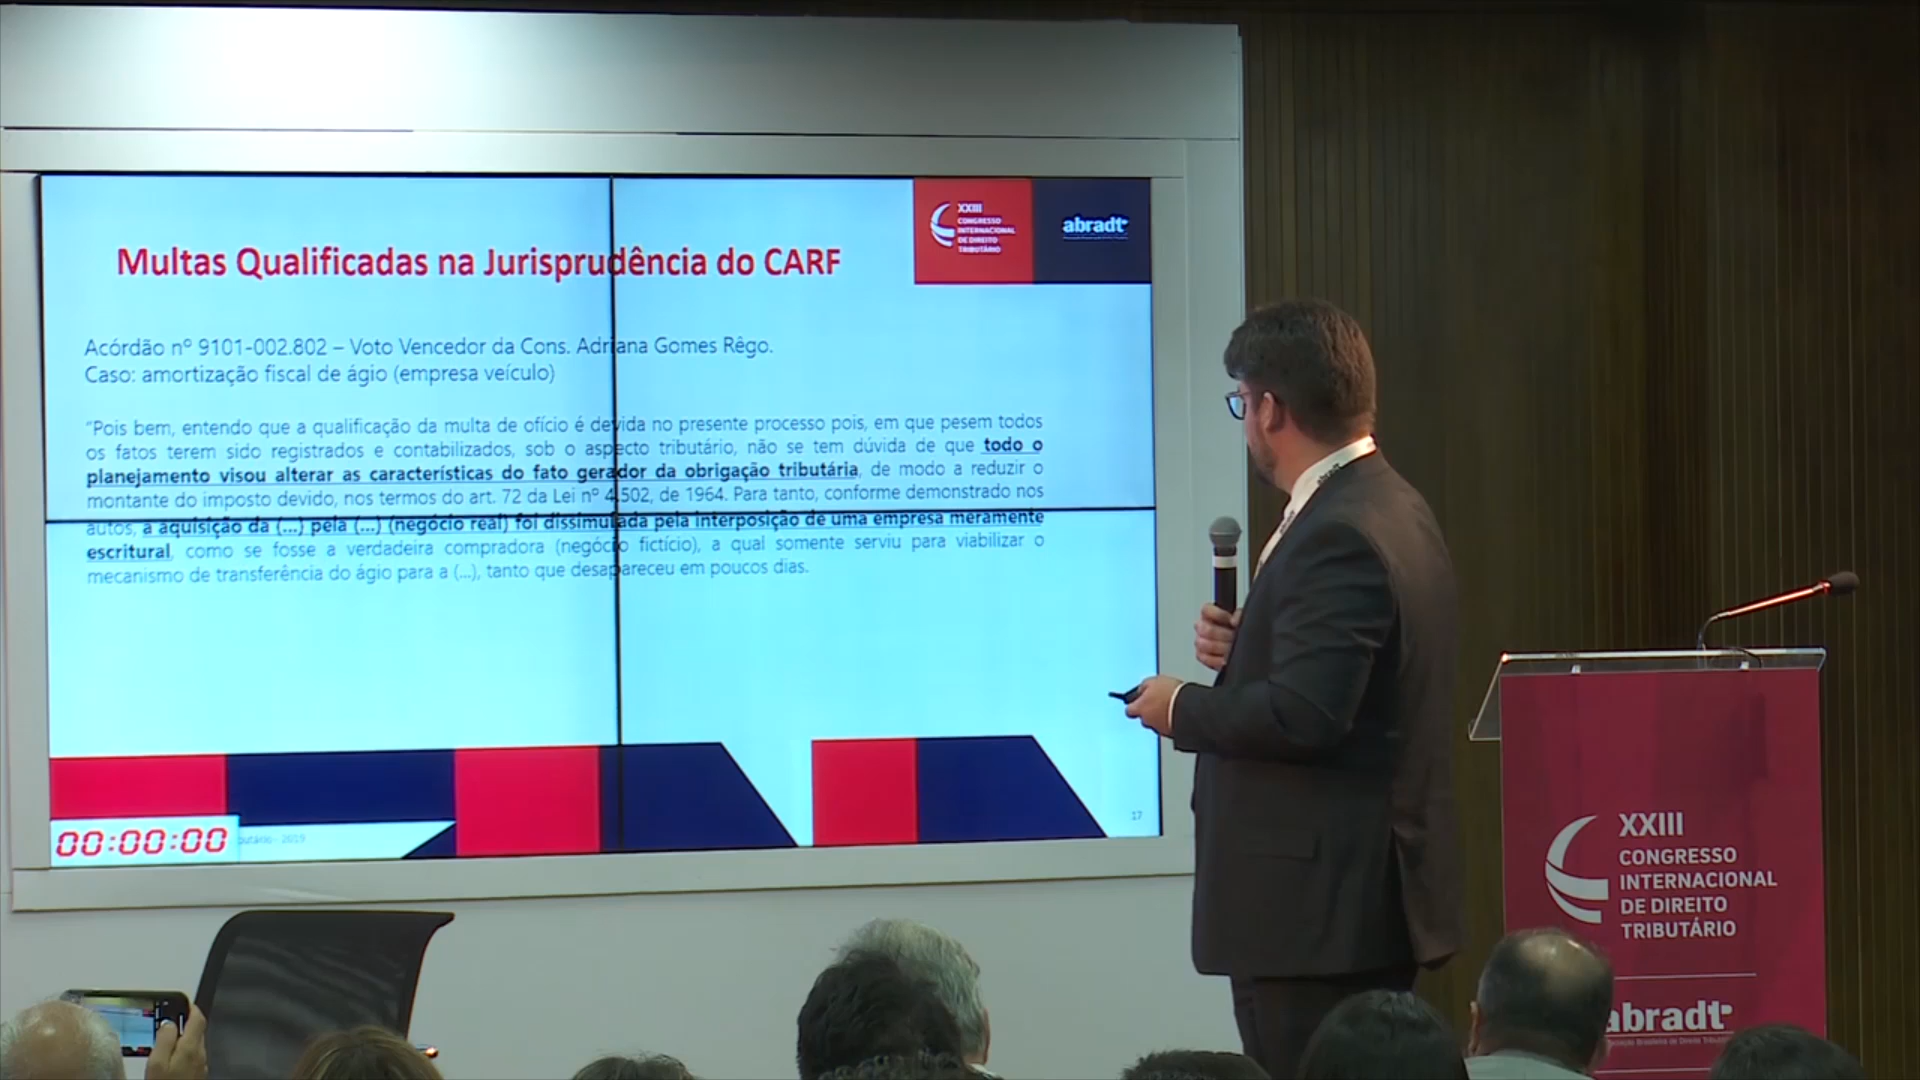 XXIII
CONGRESSO
INTERNACIONAL
DE DIREITO
TRIBUTÁRIO
abradt
Multas Qualificadas na Jurisprudência do CARF
Acórdão nº 9101-002.802 – Voto Vencedor da Cons. Adriana Gomes Rêgo.
Caso: amortização fiscal de ágio (empresa veículo)
"Pois bem, entendo que a qualificação da multa de ofício é devida no presente processo pois, em que pesem todos
os fatos terem sido registrados e contabilizados, sob o aspecto tributário, não se tem dúvida de que todo o
planejamento visou alterar as características do fato gerador da obrigação tributária, de modo a reduzir o
montante do imposto devido, nos termos do art. 72 da Lei nº 4.502, de 1964. Para tanto, conforme demonstrado nos
autos, a aquisição da (...) pela (...) (negócio real) foi dissimulada pela interposição de uma empresa meramente
escritural, como se fosse a verdadeira compradora (negócio fictício), a qual somente serviu para viabilizar o
mecanismo de transferência do ágio para a (...), tanto que desapareceu em poucos dias.
17
00:00:00
2019
XXIII
CONGRESSO
INTERNACIONAL
DE DIREITO
TRIBUTÁRIO
abradt